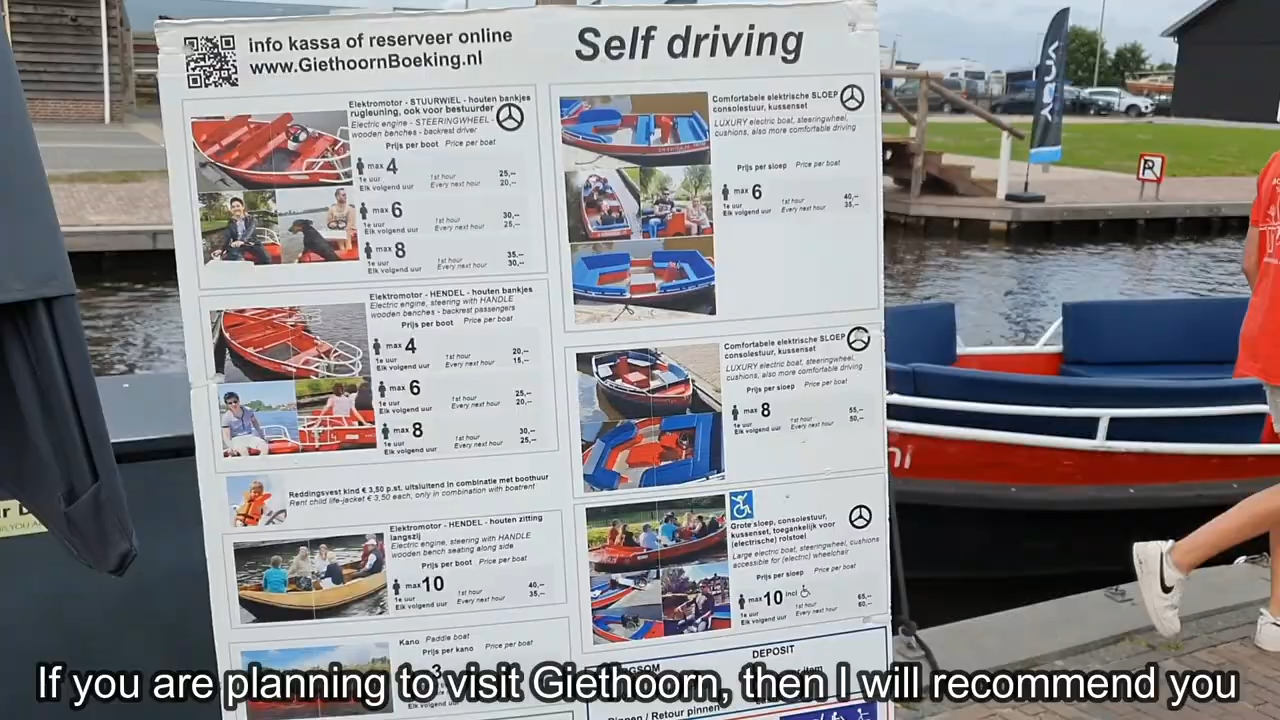 info kassa of reserveer online
www.GiethoornBoeking.nl
Self driving
Elektromotor - STUURWIEL - houten bankjes
rugleuning, ook voor bestuurder
Electric engine - STEERINGWHEEL -
wooden benches - backrest driver
Prijs per boot Price per boat
max 4
1e uur 1st hour 25,--
Elk volgend uur Every next hour 20,--
max 6
1e uur 1st hour 30,--
Elk volgend uur Every next hour 25,--
max 8
1e uur 1st hour 35,--
Elk volgend uur Every next hour 30,--
Elektromotor - HENDEL - houten bankjes
Electric engine, steering with HANDLE
wooden benches - backrest passengers
Prijs per boot Price per boat
max 4
1e uur 1st hour 20,--
Elk volgend uur Every next hour 15,--
max 6
1e uur 1st hour 25,--
Elk volgend uur Every next hour 20,--
max 8
1e uur 1st hour 30,--
Elk volgend uur Every next hour 25,--
Reddingsvest kind € 3,50 p.st. uitsluitend in combinatie met boothuur
Rent child life-jacket € 3,50 each, only in combination with boatrent
Elektromotor - HENDEL - houten zitting
langszij
Electric engine, steering with HANDLE
wooden bench seating along side
Prijs per boot Price per boat
max 10
1e uur 1st hour 40,--
Elk volgend uur Every next hour 35,--
Kano Paddle boat
Prijs per kano Price per boat
3
Elk volgend uur
Comfortabele elektrische SLOEP
consolestuur, kussenset
LUXURY electric boat, steeringwheel,
cushions, also more comfortable driving
Prijs per sloep Price per boat
max 6
1e uur 1st hour 40,--
Elk volgend uur Every next hour 35,--
Comfortabele elektrische SLOEP
consolestuur, kussenset
LUXURY electric boat, steeringwheel,
cushions, also more comfortable driving
Prijs per sloep Price per boat
max 8
1e uur 1st hour 55,--
Elk volgend uur Every next hour 50,--
Grote sloep, consolestuur,
kussenset, toegankelijk voor
(electrische) rolstoel
Large electric boat, steeringwheel, cushions
accessible for (electric) wheelchair
Prijs per sloep Price per boat
max 10 incl
1e uur 1st hour 65,--
Elk volgend uur Every next hour 60,--
DEPOSIT
/ Retour pinnen
If you are planning to visit Giethoorn, then I will recommend you